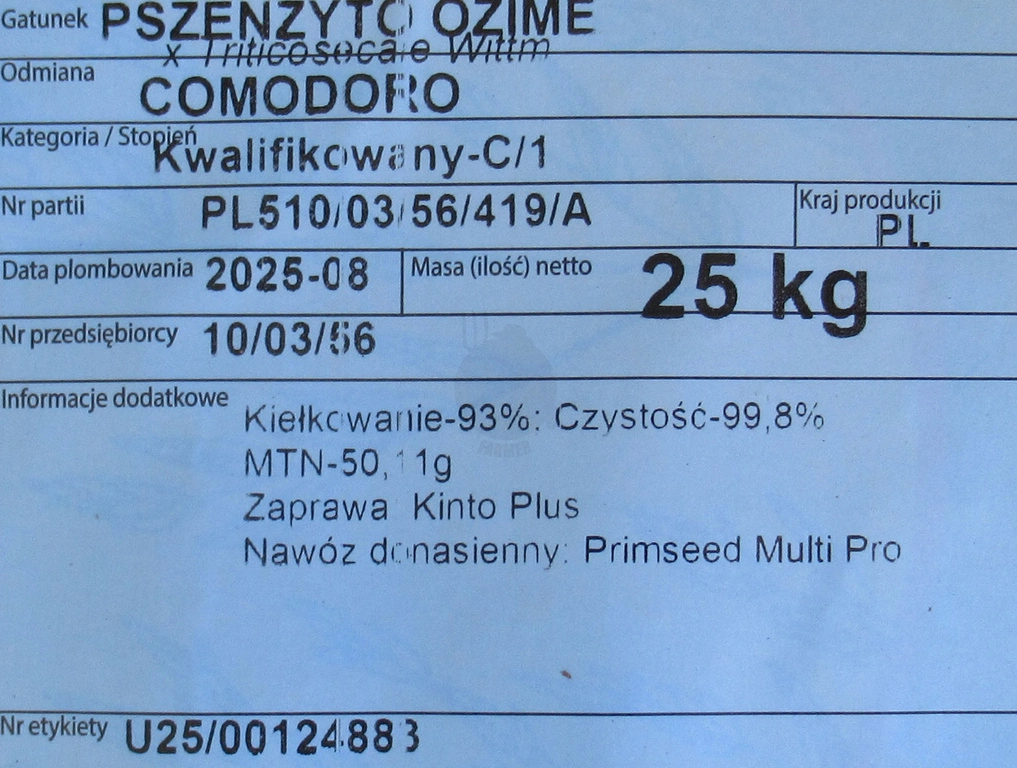 Gatunek PSZENŻYTO OZIME
x Triticosecale Wittm
Odmiana
COMODORO
Kategoria / Stopień
Kwalifikowany-C/1
Nr partii PL510/03/56/419/A Kraj produkcji
PL
Data plombowania 2025-08 Masa (ilość) netto 25 kg
Nr przedsiębiorcy 10/03/56
Informacje dodatkowe
Kiełkowanie-93%: Czystość-99,8%
MTN-50,11g
Zaprawa Kinto Plus
Nawóz donasienny: Primseed Multi Pro
FARMER
Nr etykiety U25/00124883